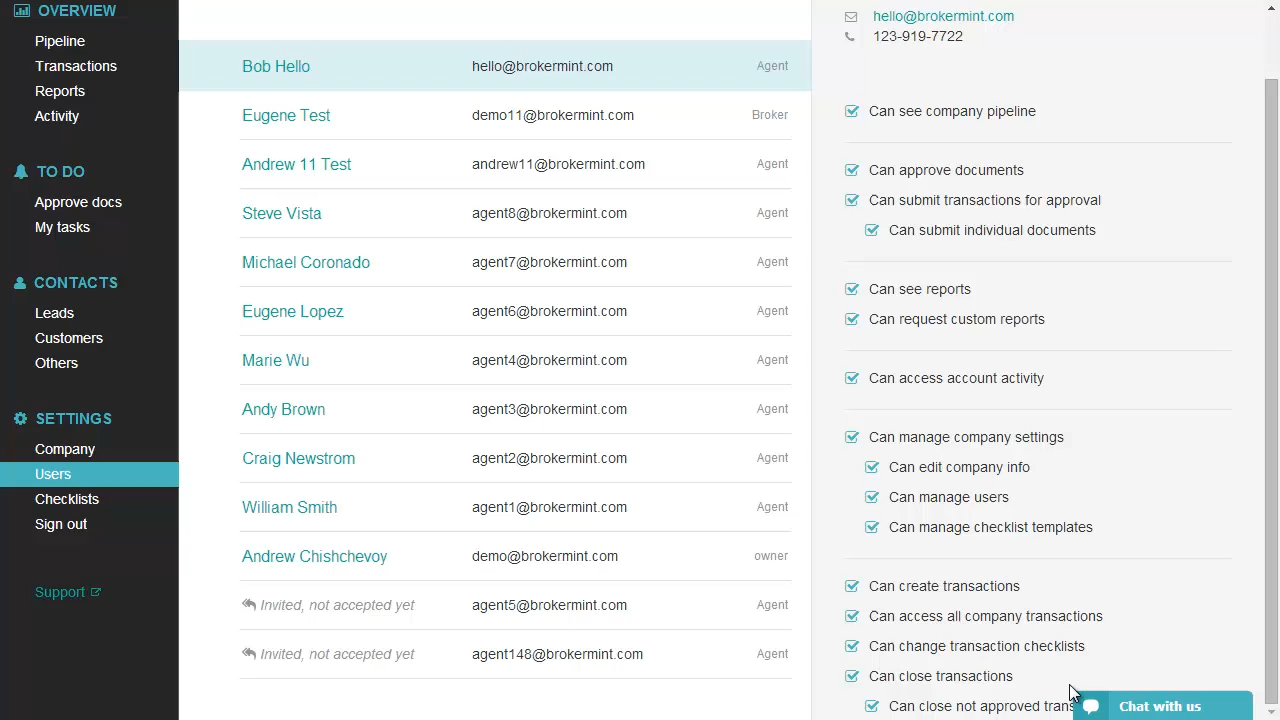 OVERVIEW
Pipeline
Transactions
Reports
Activity
TO DO
Approve docs
My tasks
CONTACTS
Leads
Customers
Others
SETTINGS
Company
Users
Checklists
Sign out
Support
Bob Hello hello@brokermint.com Agent
Eugene Test demo11@brokermint.com Broker
Andrew 11 Test andrew11@brokermint.com Agent
Steve Vista agent8@brokermint.com Agent
Michael Coronado agent7@brokermint.com Agent
Eugene Lopez agent6@brokermint.com Agent
Marie Wu agent4@brokermint.com Agent
Andy Brown agent3@brokermint.com Agent
Craig Newstrom agent2@brokermint.com Agent
William Smith agent1@brokermint.com Agent
Andrew Chishchevoy demo@brokermint.com owner
Invited, not accepted yet agent5@brokermint.com Agent
Invited, not accepted yet agent148@brokermint.com Agent
hello@brokermint.com
123-919-7722
Can see company pipeline
Can approve documents
Can submit transactions for approval
Can submit individual documents
Can see reports
Can request custom reports
Can access account activity
Can manage company settings
Can edit company info
Can manage users
Can manage checklist templates
Can create transactions
Can access all company transactions
Can change transaction checklists
Can close transactions
Can close not approved trans
Chat with us